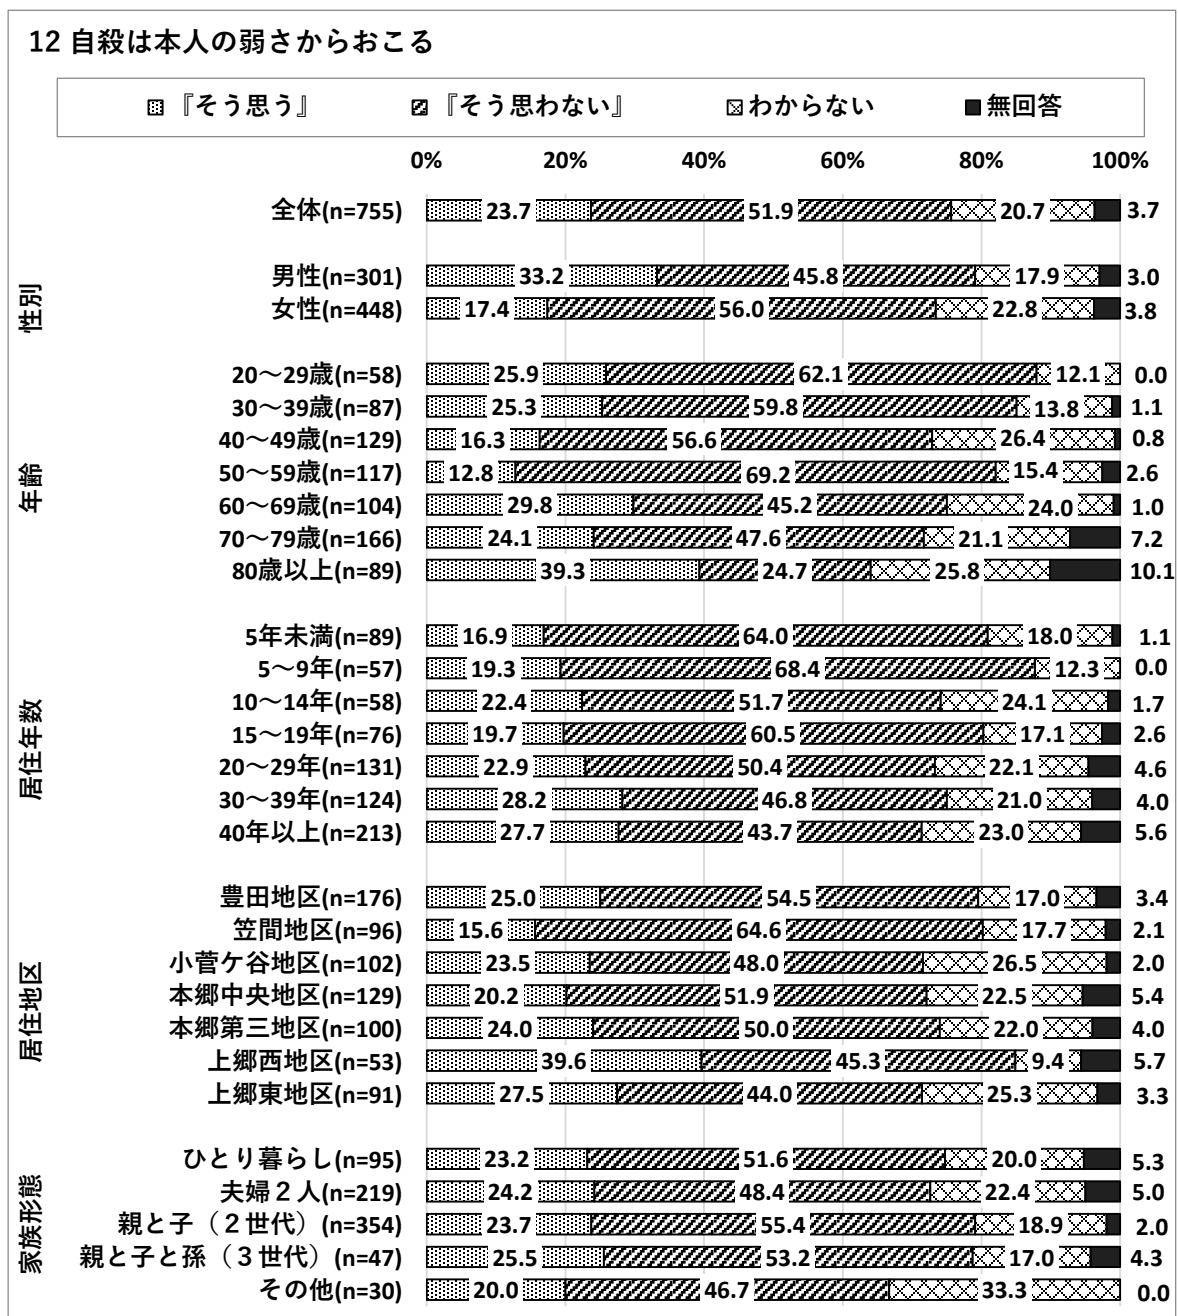 12 自殺は本人の弱さからおこる
『そう思う』 『そう思わない』 わからない 無回答
0% 20% 40% 60% 80% 100%
全体(n=755) 23.7 51.9 20.7 3.7
性別
男性(n=301) 33.2 45.8 17.9 3.0
女性(n=448) 17.4 56.0 22.8 3.8
年齢
20～29歳(n=58) 25.9 62.1 12.1 0.0
30～39歳(n=87) 25.3 59.8 13.8 1.1
40～49歳(n=129) 16.3 56.6 26.4 0.8
50～59歳(n=117) 12.8 69.2 15.4 2.6
60～69歳(n=104) 29.8 45.2 24.0 1.0
70～79歳(n=166) 24.1 47.6 21.1 7.2
80歳以上(n=89) 39.3 24.7 25.8 10.1
居住年数
5年未満(n=89) 16.9 64.0 18.0 1.1
5～9年(n=57) 19.3 68.4 12.3 0.0
10～14年(n=58) 22.4 51.7 24.1 1.7
15～19年(n=76) 19.7 60.5 17.1 2.6
20～29年(n=131) 22.9 50.4 22.1 4.6
30～39年(n=124) 28.2 46.8 21.0 4.0
40年以上(n=213) 27.7 43.7 23.0 5.6
居住地区
豊田地区(n=176) 25.0 54.5 17.0 3.4
笠間地区(n=96) 15.6 64.6 17.7 2.1
小菅ケ谷地区(n=102) 23.5 48.0 26.5 2.0
本郷中央地区(n=129) 20.2 51.9 22.5 5.4
本郷第三地区(n=100) 24.0 50.0 22.0 4.0
上郷西地区(n=53) 39.6 45.3 9.4 5.7
上郷東地区(n=91) 27.5 44.0 25.3 3.3
家族形態
ひとり暮らし(n=95) 23.2 51.6 20.0 5.3
夫婦２人(n=219) 24.2 48.4 22.4 5.0
親と子（２世代）(n=354) 23.7 55.4 18.9 2.0
親と子と孫（３世代）(n=47) 25.5 53.2 17.0 4.3
その他(n=30) 20.0 46.7 33.3 0.0